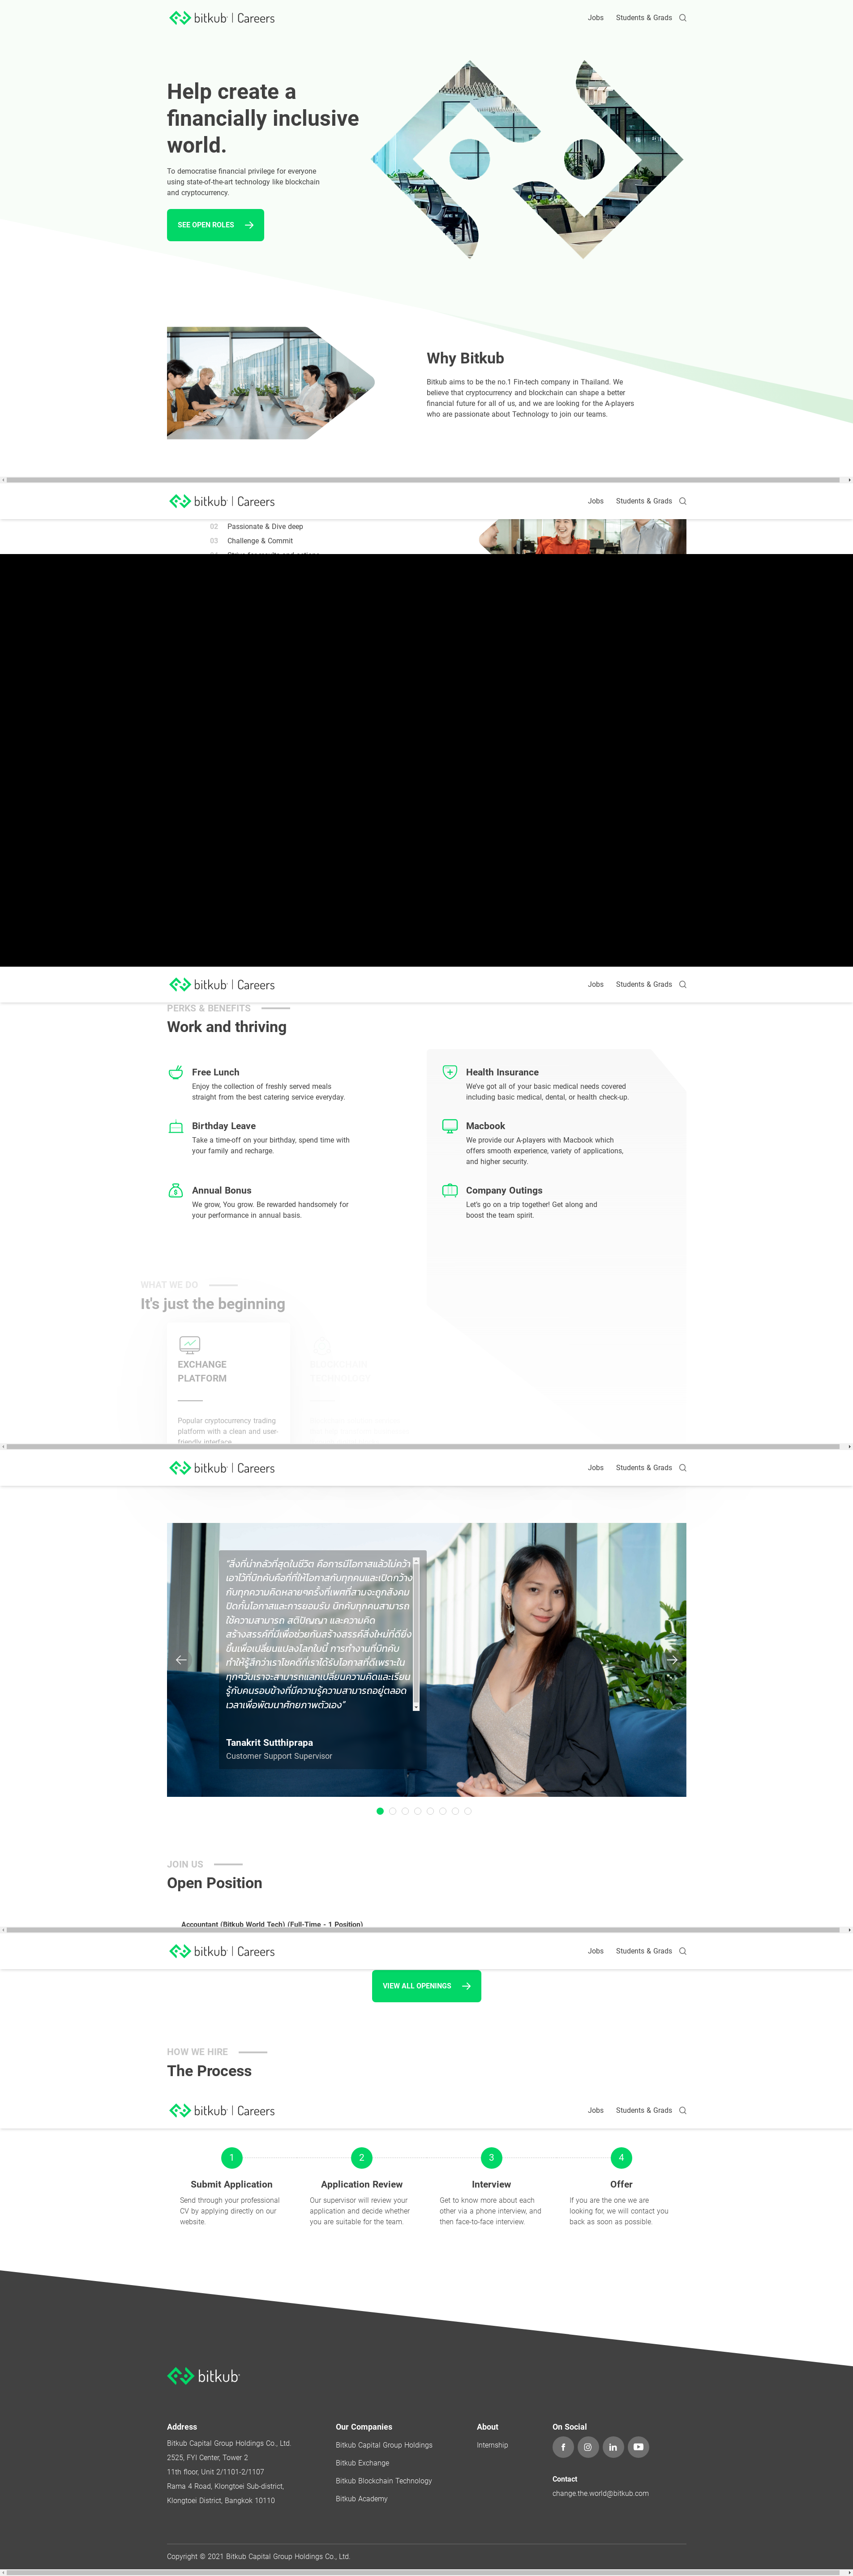 bitkub | Careers
Jobs Students & Grads
Help create a
financially inclusive
world.
To democratise financial privilege for everyone
using state-of-the-art technology like blockchain
and cryptocurrency.
SEE OPEN ROLES
Why Bitkub
Bitkub aims to be the no.1 Fin-tech company in Thailand. We
believe that cryptocurrency and blockchain can shape a better
financial future for all of us, and we are looking for the A-players
who are passionate about Technology to join our teams.
bitkub | Careers
Jobs Students & Grads
02 Passionate & Dive deep
03 Challenge & Commit
bitkub | Careers
Jobs Students & Grads
PERKS & BENEFITS
Work and thriving
Free Lunch
Enjoy the collection of freshly served meals
straight from the best catering service everyday.
Birthday Leave
Take a time-off on your birthday, spend time with
your family and recharge.
Annual Bonus
We grow, You grow. Be rewarded handsomely for
your performance in annual basis.
Health Insurance
We've got all of your basic medical needs covered
including basic medical, dental, or health check-up.
Macbook
We provide our A-players with Macbook which
offers smooth experience, variety of applications,
and higher security.
Company Outings
Let's go on a trip together! Get along and
boost the team spirit.
WHAT WE DO
It's just the beginning
EXCHANGE
PLATFORM
Popular cryptocurrency trading
platform with a clean and user-
friendly interface
bitkub | Careers
Jobs Students & Grads
"สิ่งที่น่ากลัวที่สุดในชีวิต คือการมีโอกาสแล้วไม่คว้า
เอาไว้ที่บิทคับคือที่ที่ให้โอกาสกับทุกคนและเปิดกว้าง
กับทุกความคิดหลายๆครั้งที่เพศที่สามจะถูกสังคม
ปิดกั้นโอกาสและการยอมรับ บิทคับทุกคนสามารถ
ใช้ความสามารถ สติปัญญา และความคิด
สร้างสรรค์ที่มีเพื่อช่วยกันสร้างสรรค์สิ่งใหม่ที่ดียิ่ง
ขึ้นเพื่อเปลี่ยนแปลงโลกใบนี้ การทำงานที่บิทคับ
ทำให้รู้สึกว่าเราโชคดีที่เราได้รับโอกาสที่ดีเพราะใน
ทุกๆวันเราจะสามารถแลกเปลี่ยนความคิดและเรียน
รู้กับคนรอบข้างที่มีความรู้ความสามารถอยู่ตลอด
เวลาเพื่อพัฒนาศักยภาพตัวเอง"
Tanakrit Sutthiprapa
Customer Support Supervisor
JOIN US
Open Position
Accountant (Bitkub World Tech) (Full-Time - 1 Position)
bitkub | Careers
Jobs Students & Grads
VIEW ALL OPENINGS
HOW WE HIRE
The Process
bitkub | Careers
Jobs Students & Grads
1
Submit Application
Send through your professional
CV by applying directly on our
website.
2
Application Review
Our supervisor will review your
application and decide whether
you are suitable for the team.
3
Interview
Get to know more about each
other via a phone interview, and
then face-to-face interview.
4
Offer
If you are the one we are
looking for, we will contact you
back as soon as possible.
bitkub
Address
Bitkub Capital Group Holdings Co., Ltd.
2525, FYI Center, Tower 2
11th floor, Unit 2/1101-2/1107
Rama 4 Road, Klongtoei Sub-district,
Klongtoei District, Bangkok 10110
Our Companies
Bitkub Capital Group Holdings
Bitkub Exchange
Bitkub Blockchain Technology
Bitkub Academy
About
Internship
On Social
Contact
change.the.world@bitkub.com
Copyright © 2021 Bitkub Capital Group Holdings Co., Ltd.